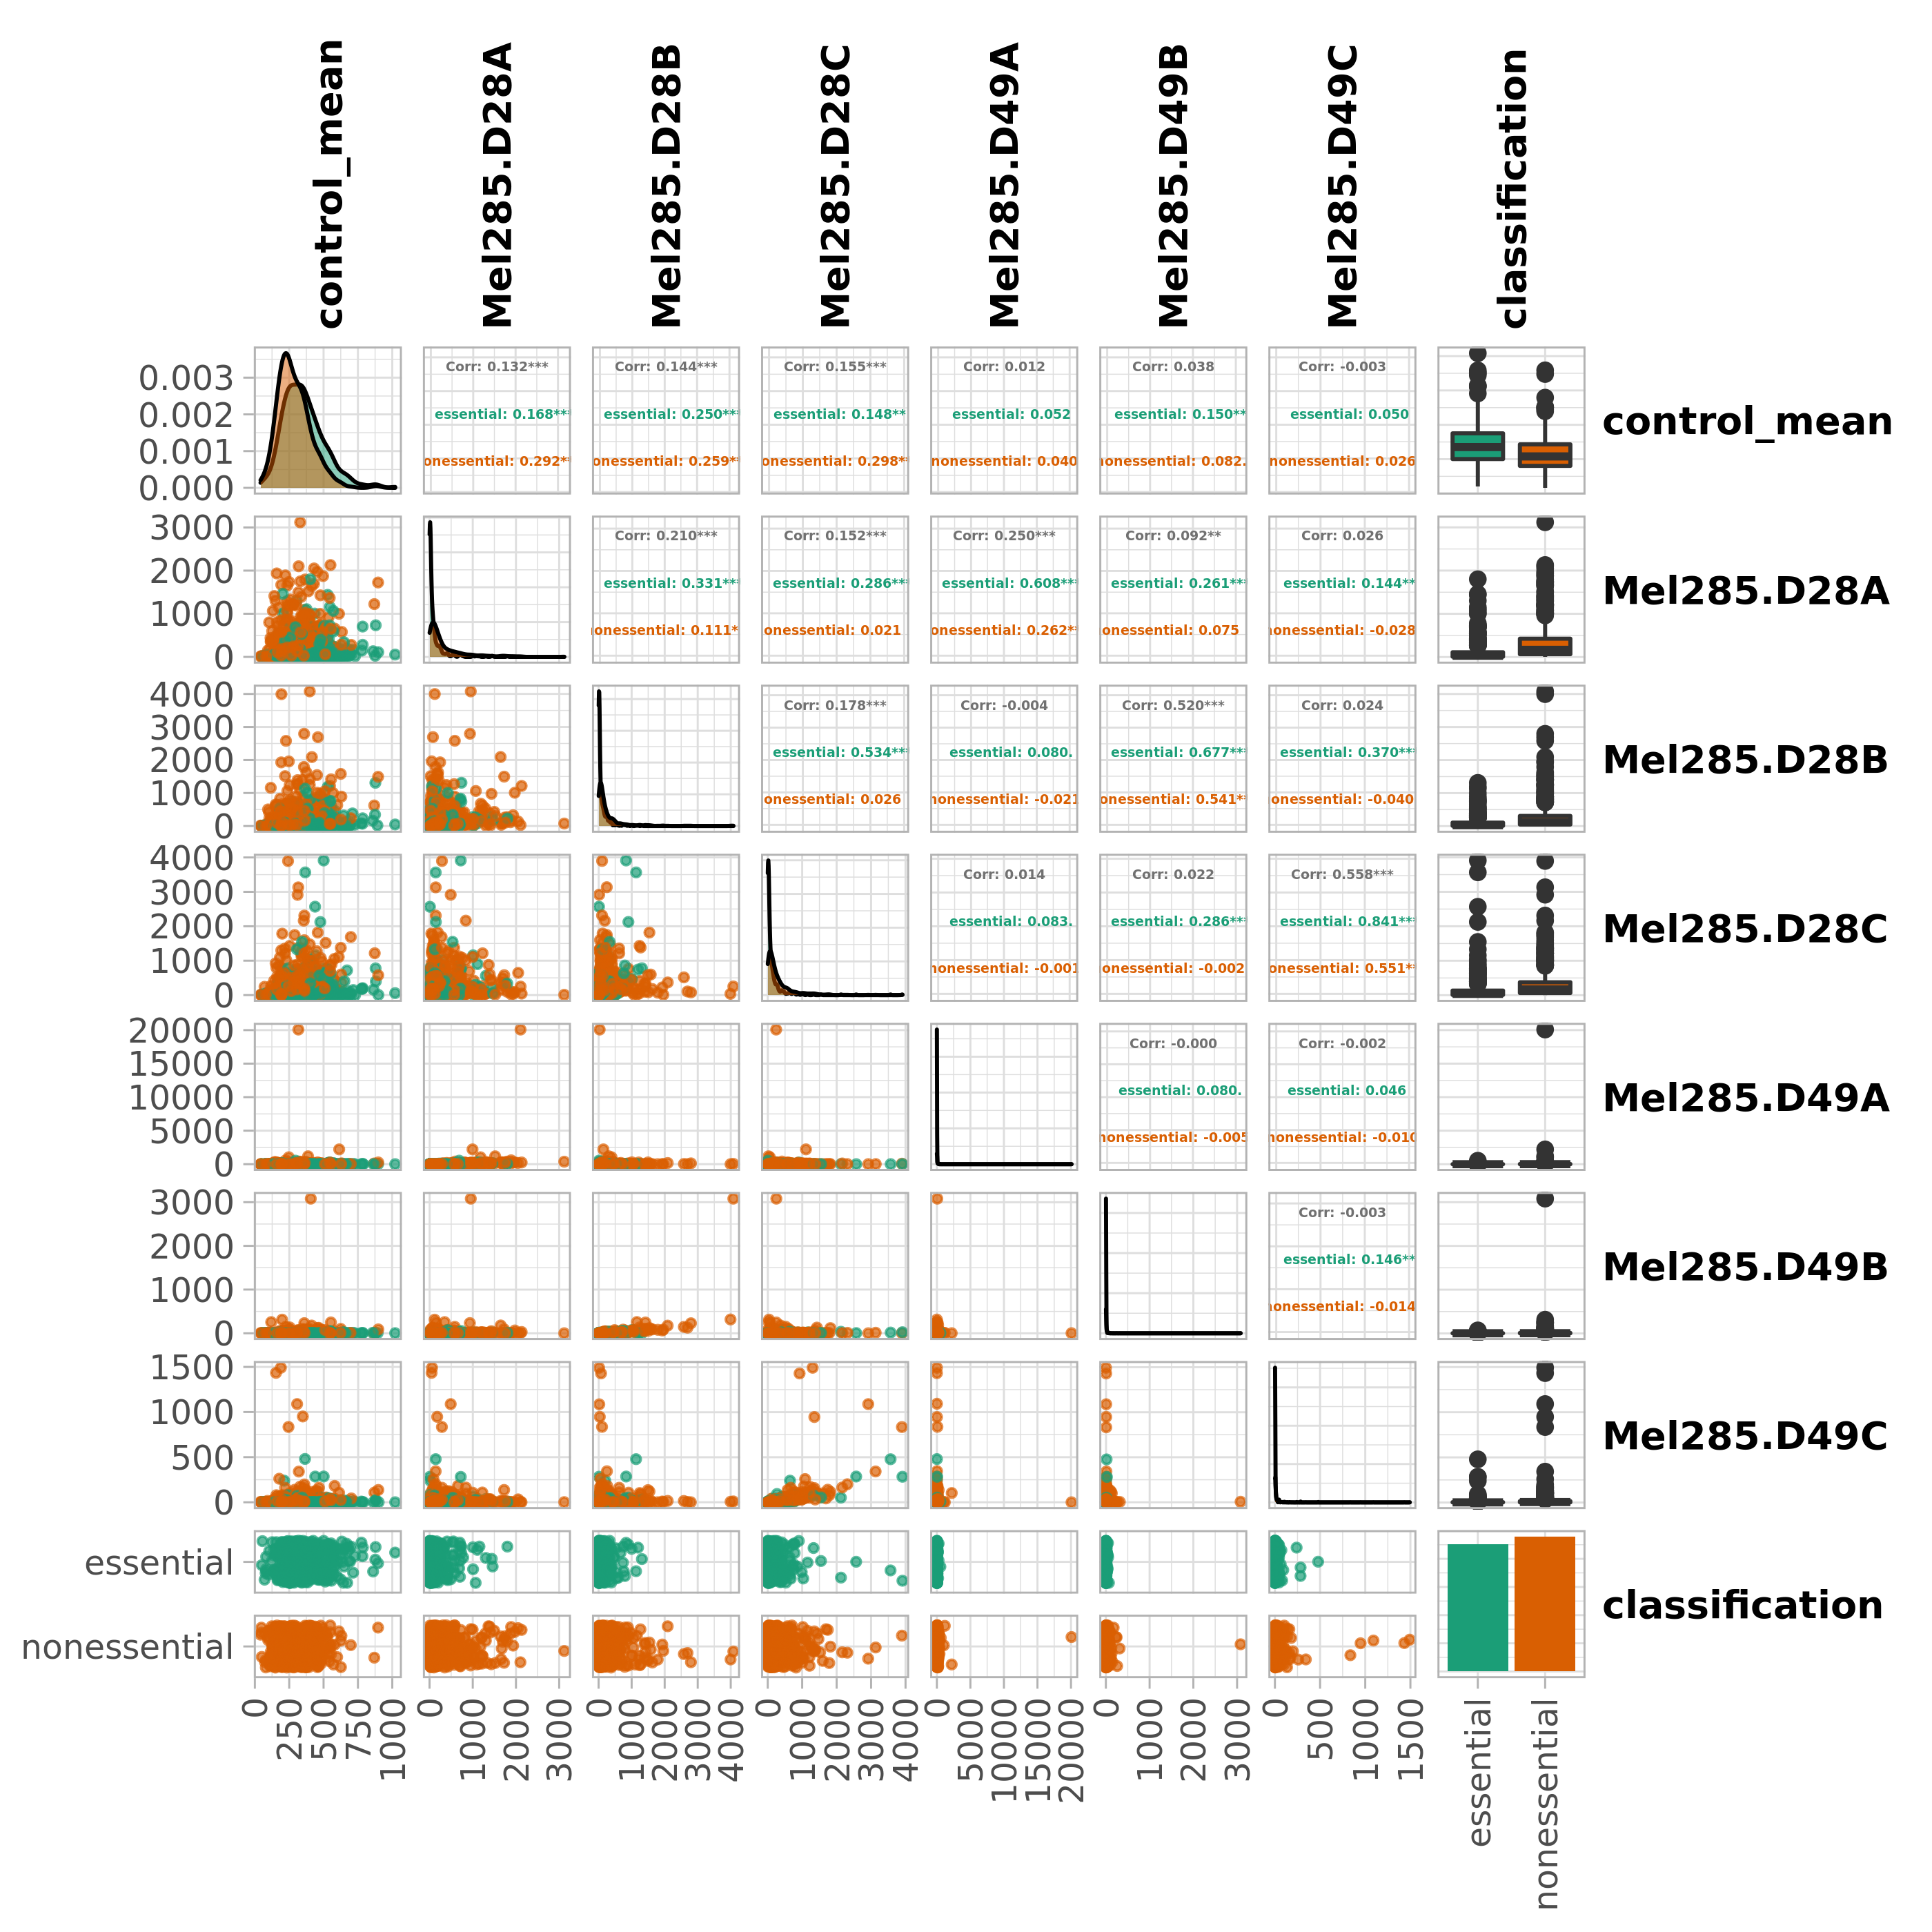 control_mean Mel285.D28A Mel285.D28B Mel285.D28C Mel285.D49A Mel285.D49B Mel285.D49C classification
0.003
0.002
0.001
0.000
Corr: 0.132*** Corr: 0.144*** Corr: 0.155*** Corr: 0.012 Corr: 0.038 Corr: -0.003
essential: 0.168*** essential: 0.250*** essential: 0.148** essential: 0.052 essential: 0.150** essential: 0.050
onessential: 0.292* onessential: 0.259* onessential: 0.298* nonessential: 0.040 onessential: 0.082. nonessential: 0.026
control_mean
3000
2000
1000
0
Corr: 0.210*** Corr: 0.152*** Corr: 0.250*** Corr: 0.092** Corr: 0.026
essential: 0.331*** essential: 0.286*** essential: 0.608*** essential: 0.261*** essential: 0.144**
onessential: 0.111* onessential: 0.021 onessential: 0.262* onessential: 0.075 onessential: -0.028
Mel285.D28A
4000
3000
2000
1000
0
Corr: 0.178*** Corr: -0.004 Corr: 0.520*** Corr: 0.024
essential: 0.534*** essential: 0.080. essential: 0.677*** essential: 0.370***
onessential: 0.026 nonessential: -0.021 onessential: 0.541** onessential: -0.040
Mel285.D28B
4000
3000
2000
1000
0
Corr: 0.014 Corr: 0.022 Corr: 0.558***
essential: 0.083. essential: 0.286*** essential: 0.841***
nonessential: -0.001 onessential: -0.002 onessential: 0.551*
Mel285.D28C
20000
15000
10000
5000
0
Corr: -0.000 Corr: -0.002
essential: 0.080. essential: 0.046
nonessential: -0.005 nonessential: -0.010
Mel285.D49A
3000
2000
1000
0
Corr: -0.003
essential: 0.146**
nonessential: -0.014
Mel285.D49B
1500
1000
500
0
Mel285.D49C
essential
nonessential
classification
0 250 500 750 1000 0 1000 2000 3000 0 1000 2000 3000 4000 0 1000 2000 3000 4000 0 5000 10000 15000 20000 0 1000 2000 3000 0 500 1000 1500 essential nonessential